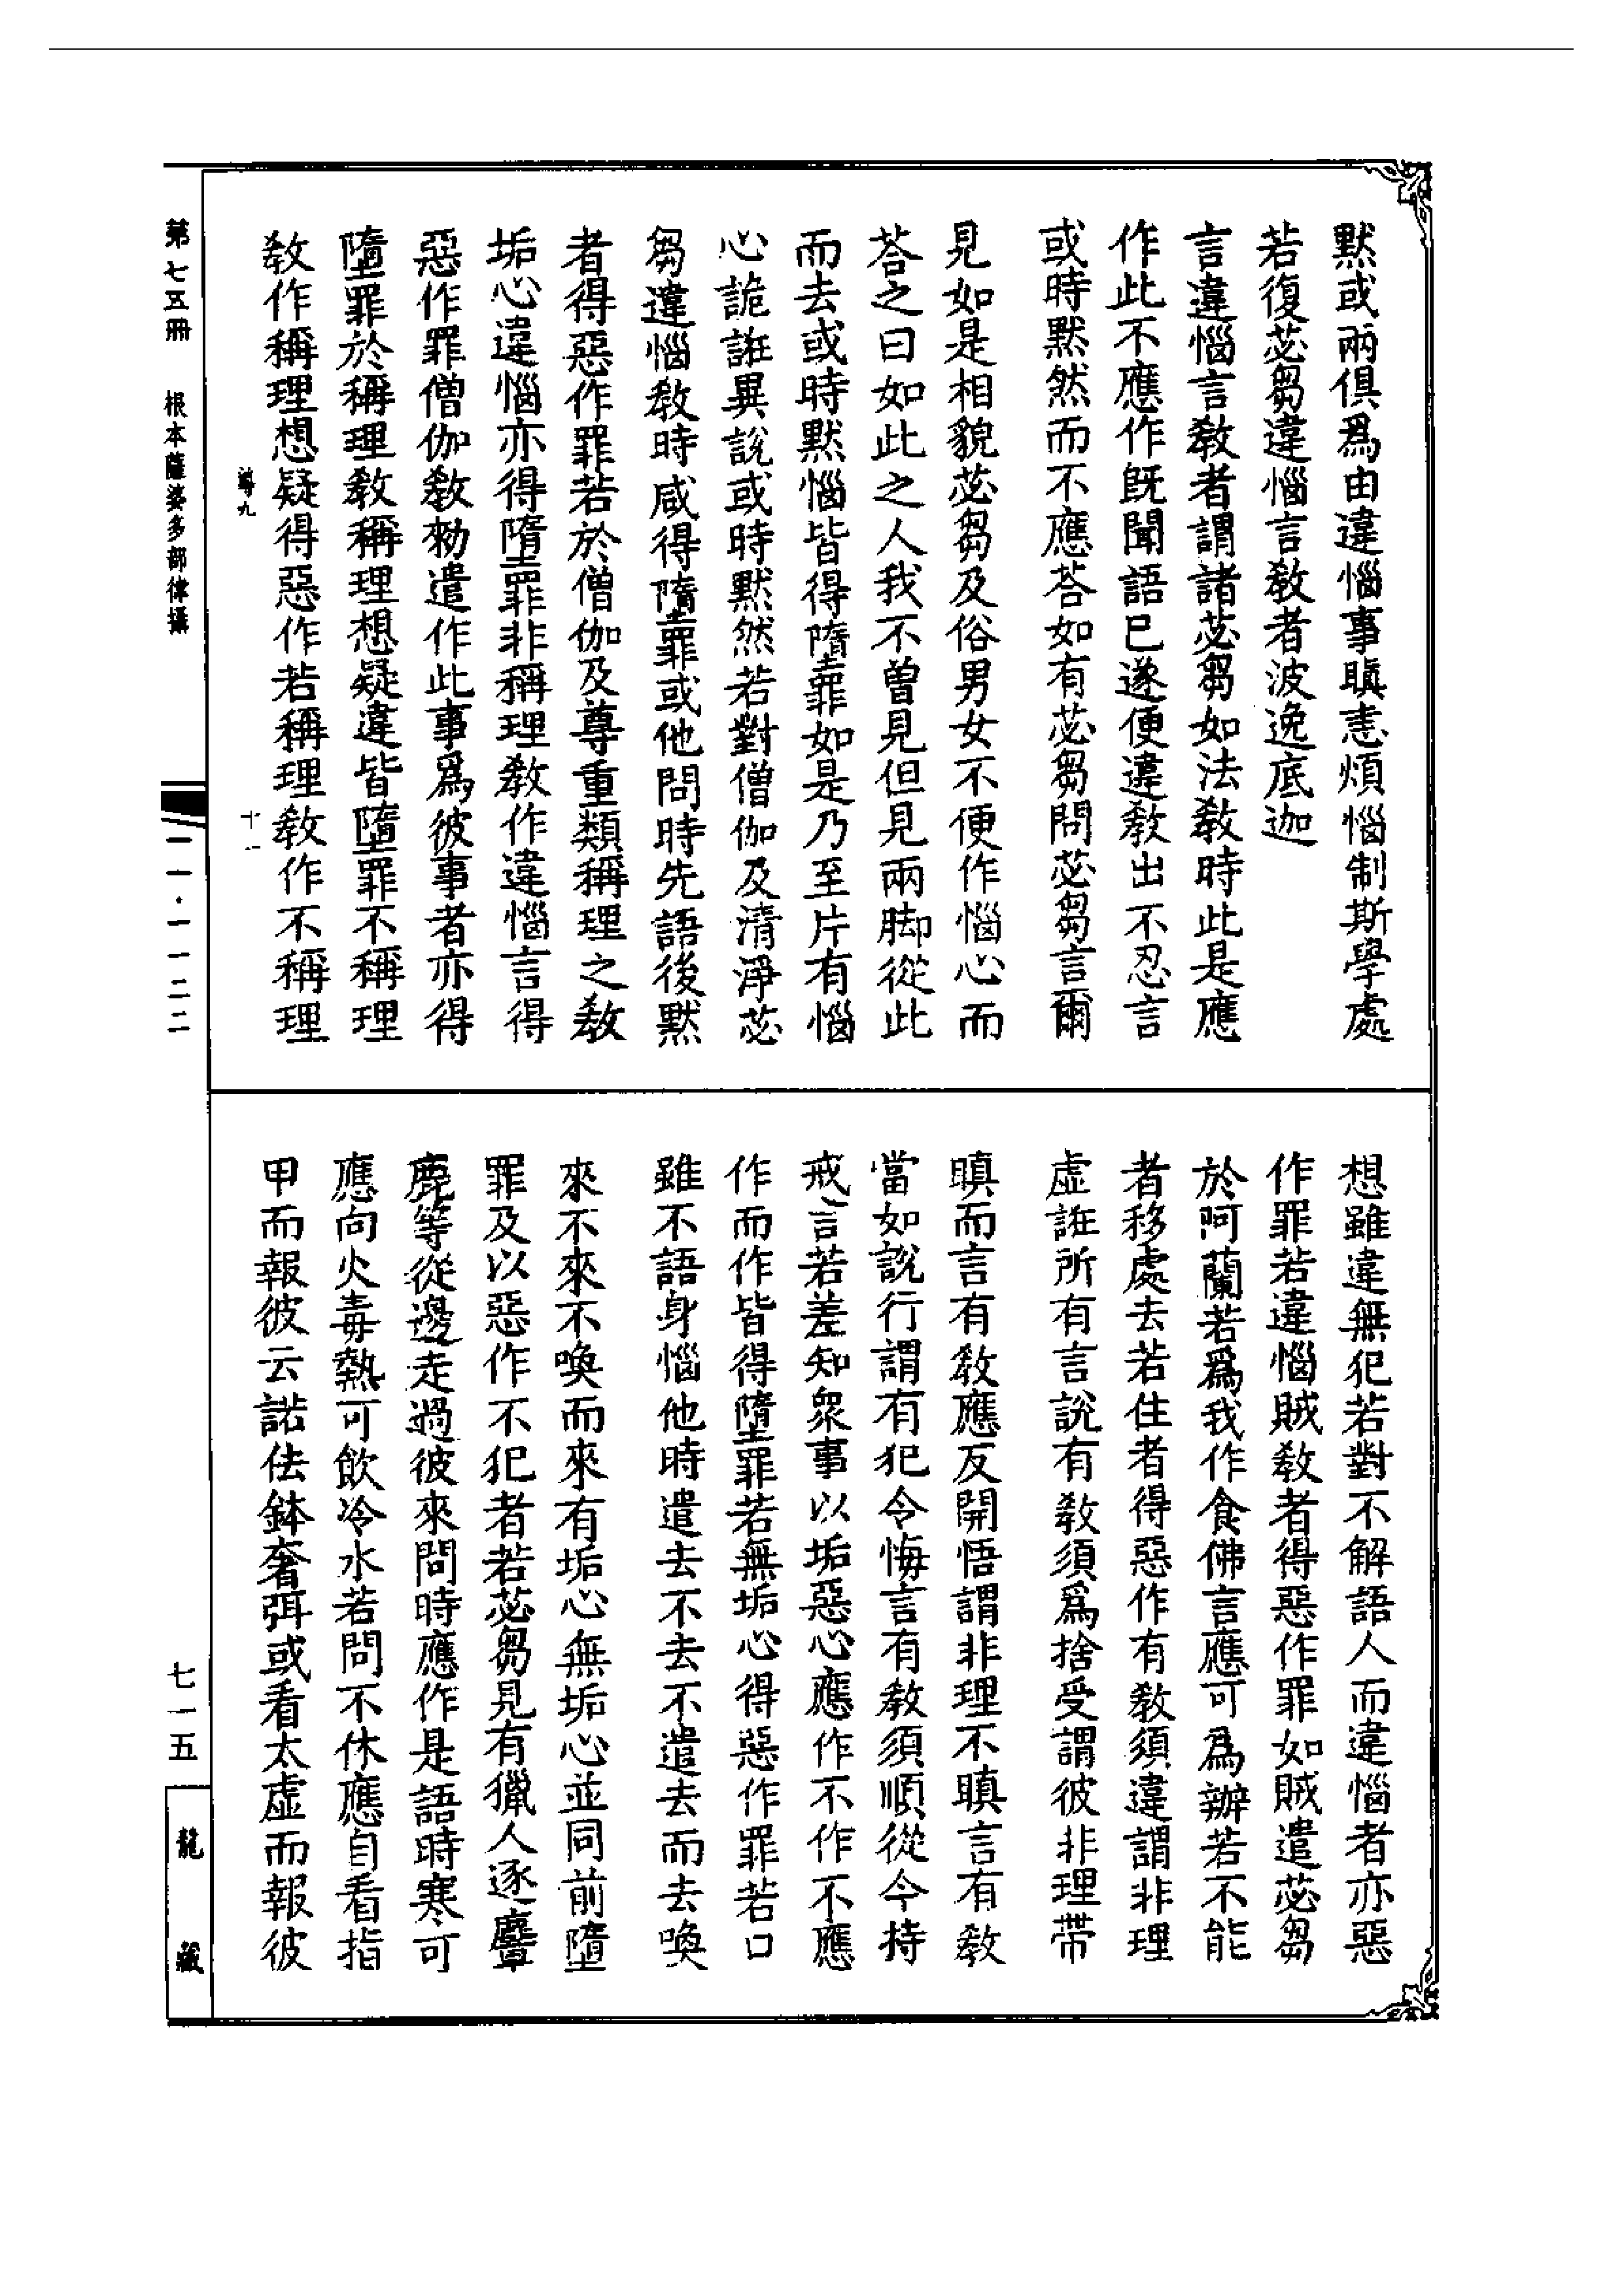 默或兩俱爲由違惱事瞋恚煩惱制斯學處
若復苾芻違惱言教者波逸底迦
言違惱言教者謂諸苾芻如法教時此是應
作此不應作既聞語已遂便違教出不忍言
或時默然而不應荅如有苾芻問苾芻言爾
見如是相貌苾芻及俗男女不便作惱心而
荅之曰如此之人我不曾見但見兩脚從此
而去或時默惱皆得墮罪如是乃至片有惱
心詭誑異說或時默然若對僧伽及清淨苾
芻違惱教時咸得墮罪或他問時先語後默
者得惡作罪若於僧伽及尊重類稱理之教
垢心違惱亦得墮罪非稱理教作違惱言得
惡作罪僧伽教勑遣作此事爲彼事者亦得
墮罪於稱理教稱理想疑違皆墮罪不稱理
教作稱理想疑得惡作若稱理教作不稱理
想雖違無犯若對不解語人而違惱者亦惡
作罪若違惱賊教者得惡作罪如賊遣苾芻
於阿蘭若爲我作食佛言應可爲辦若不能
者移處去若住者得惡作有教須違謂非理
虛誑所有言說有教須爲捨受謂彼非理帶
瞋而言有教應反開悟謂非理不瞋言有教
當如說行謂有犯令悔言有教須順從令持
戒言若差知眾事以垢惡心應作不作不應
作而作皆得墮罪若無垢心得惡作罪若口
雖不語身惱他時遣去不去不遣去而去喚
來不來不喚而來有垢心無垢心並同前墮
罪及以惡作不犯者若苾芻見有獵人逐麞
鹿等從邊走過彼來問時應作是語時寒可
應向火毒熱可飲冷水若問不休應自看指
甲而報彼云諾佉鉢奢弭或看太虛而報彼
第七五冊 根本薩婆多部律攝
尊九
十一
二一·一一二二
七一五
龍藏